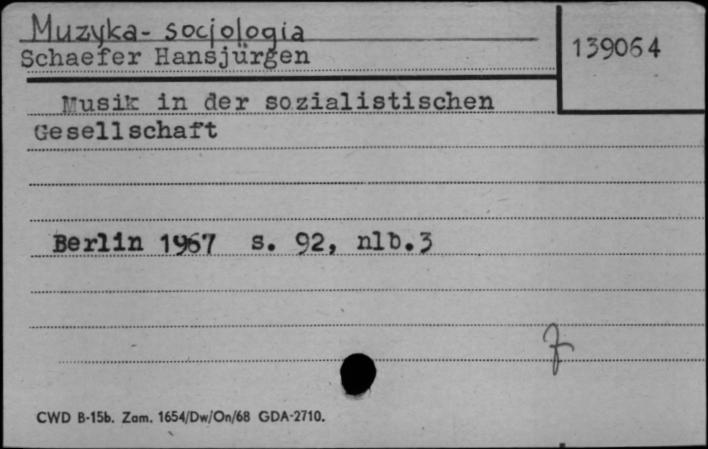 Muzyka- socjologia
Schaefer Hansjürgen
139064
Musik in der sozialistischen
Gesellschaft
Berlin 1967 s. 92, nlb.3
CWD B-15b. Zam. 1654/Dw/On/68 GDA-2710.